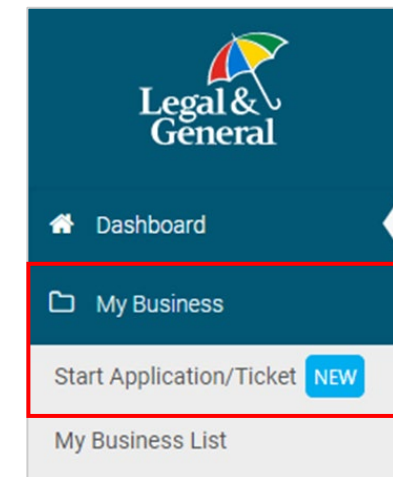 Legal &
General
Dashboard
My Business
Start Application/Ticket NEW
My Business List